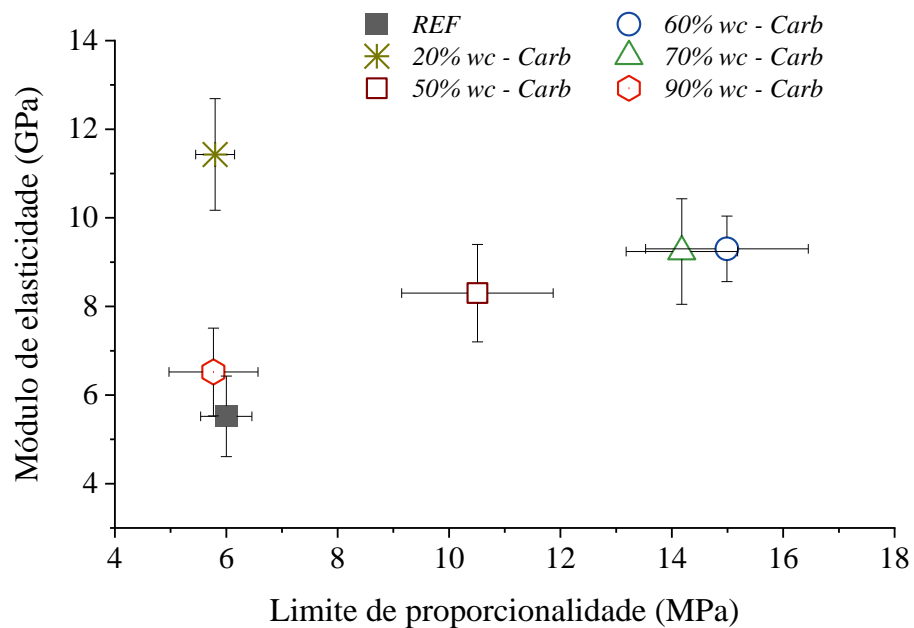 REF
60% wc - Carb
20% wc - Carb
70% wc - Carb
50% wc - Carb
90% wc - Carb
Módulo de elasticidade (GPa)
14
12
10
8
6
4
4 6 8 10 12 14 16 18
Limite de proporcionalidade (MPa)